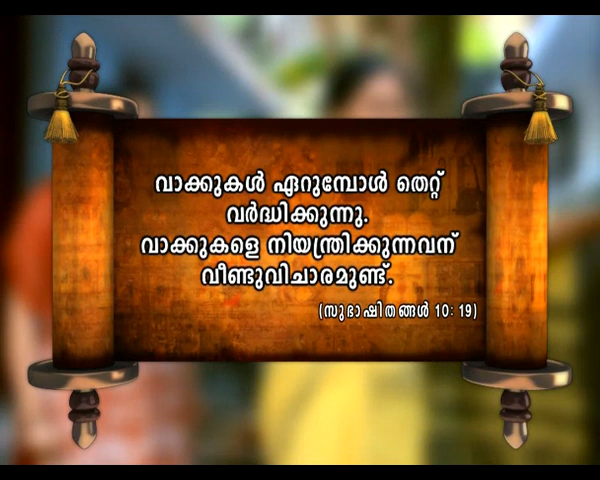 വാക്കുകൾ ഏറുമ്പോൾ തെറ്റ്
വർദ്ധിക്കുന്നു.
വാക്കുകളെ നിയന്ത്രിക്കുന്നവന്
വീണ്ടുവിചാരമുണ്ട്.
(സുഭാഷിതങ്ങൾ 10: 19)